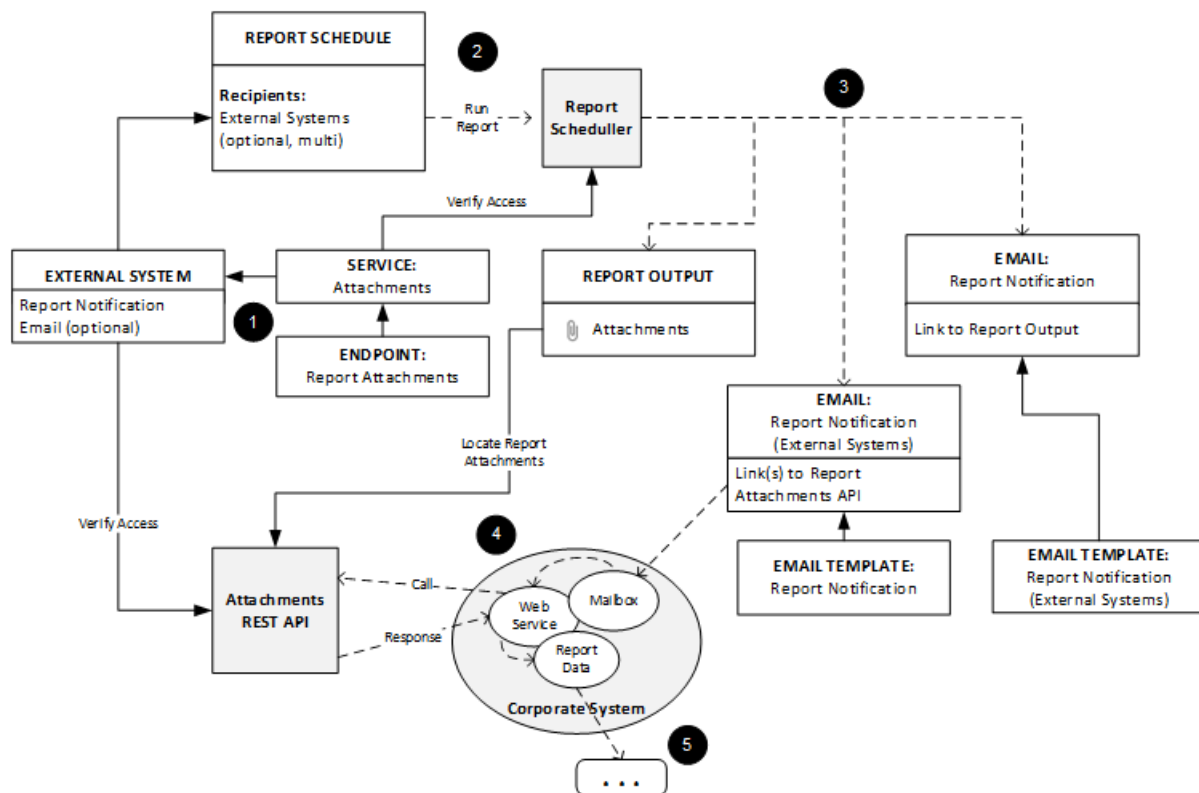 REPORT SCHEDULE
Recipients:
External Systems
(optional, multi)
2
Run
Report
Report
Scheduller
3
Verify Access
EXTERNAL SYSTEM
Report Notification
Email (optional)
1
SERVICE:
Attachments
ENDPOINT:
Report Attachments
REPORT OUTPUT
Attachments
EMAIL:
Report Notification
Link to Report Output
EMAIL:
Report Notification
(External Systems)
Link(s) to Report
Attachments API
Locate Report
Attachments
Verify Access
Attachments
REST API
Call
Response
4
Mailbox
Web
Service
Report
Data
Corporate System
EMAIL TEMPLATE:
Report Notification
EMAIL TEMPLATE:
Report Notification
(External Systems)
5
...